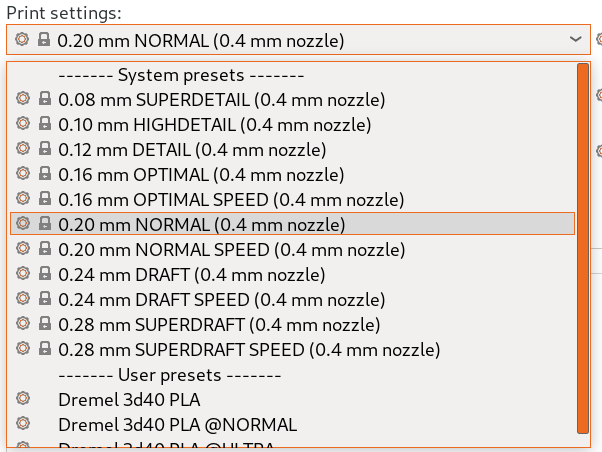 Print settings:
0.20 mm NORMAL (0.4 mm nozzle)
------- System presets -------
0.08 mm SUPERDETAIL (0.4 mm nozzle)
0.10 mm HIGHDETAIL (0.4 mm nozzle)
0.12 mm DETAIL (0.4 mm nozzle)
0.16 mm OPTIMAL (0.4 mm nozzle)
0.16 mm OPTIMAL SPEED (0.4 mm nozzle)
0.20 mm NORMAL (0.4 mm nozzle)
0.20 mm NORMAL SPEED (0.4 mm nozzle)
0.24 mm DRAFT (0.4 mm nozzle)
0.24 mm DRAFT SPEED (0.4 mm nozzle)
0.28 mm SUPERDRAFT (0.4 mm nozzle)
0.28 mm SUPERDRAFT SPEED (0.4 mm nozzle)
------- User presets -------
Dremel 3d40 PLA
Dremel 3d40 PLA @NORMAL
Dremel 3d40 PLA @ULTRA